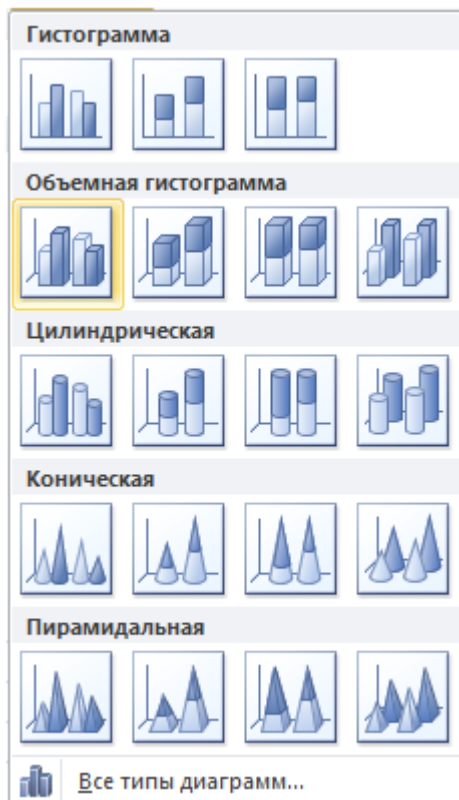 Гистограмма
Объемная гистограмма
Цилиндрическая
Коническая
Пирамидальная
Все типы диаграмм...